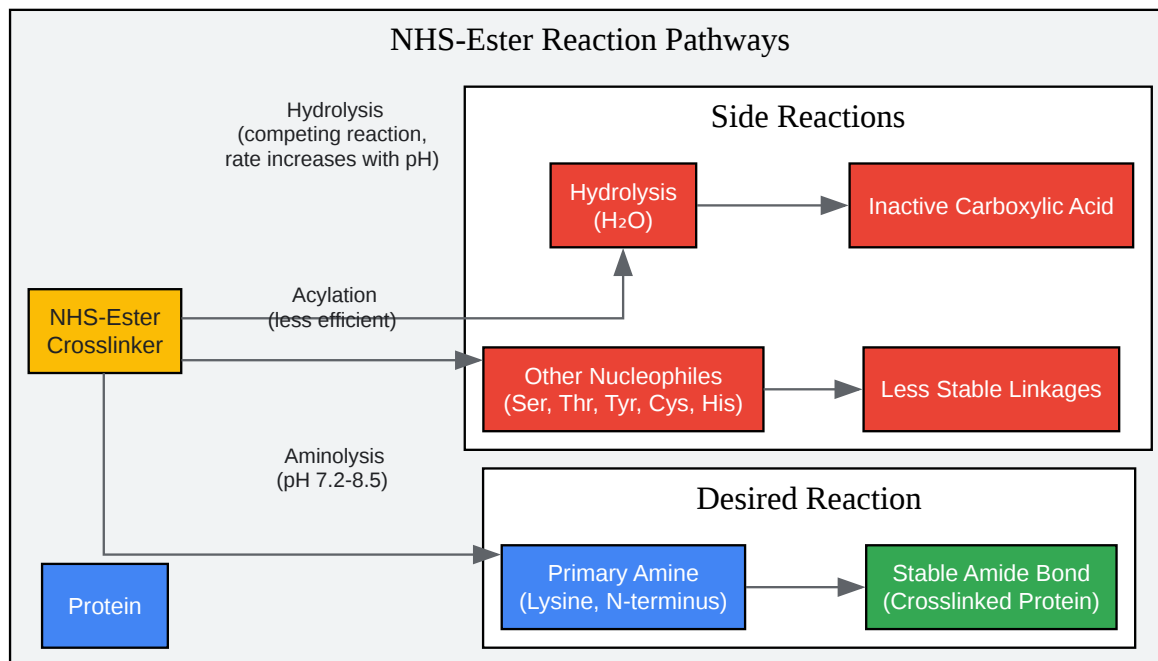 NHS-Ester Reaction Pathways
Hydrolysis
(competing reaction,
rate increases with pH)
Side Reactions
Hydrolysis
(H₂O)
Inactive Carboxylic Acid
NHS-Ester
Crosslinker
Acylation
(less efficient)
Other Nucleophiles
(Ser, Thr, Tyr, Cys, His)
Less Stable Linkages
Aminolysis
(pH 7.2-8.5)
Desired Reaction
Protein
Primary Amine
(Lysine, N-terminus)
Stable Amide Bond
(Crosslinked Protein)